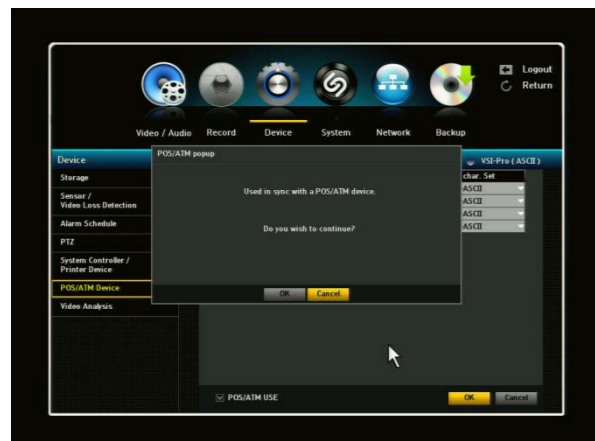 Logout
Return
Video / Audio Record Device System Network Backup
Device
VSI-Pro ( ASCII )
Storage
Sensor /
Video Loss Detection
Alarm Schedule
PTZ
System Controller /
Printer Device
POS/ATM Device
Video Analysis
POS/ATM popup
Used in sync with a POS/ATM device.
Do you wish to continue?
OK Cancel
char. Set
ASCII
ASCII
ASCII
ASCII
POS/ATM USE
OK Cancel